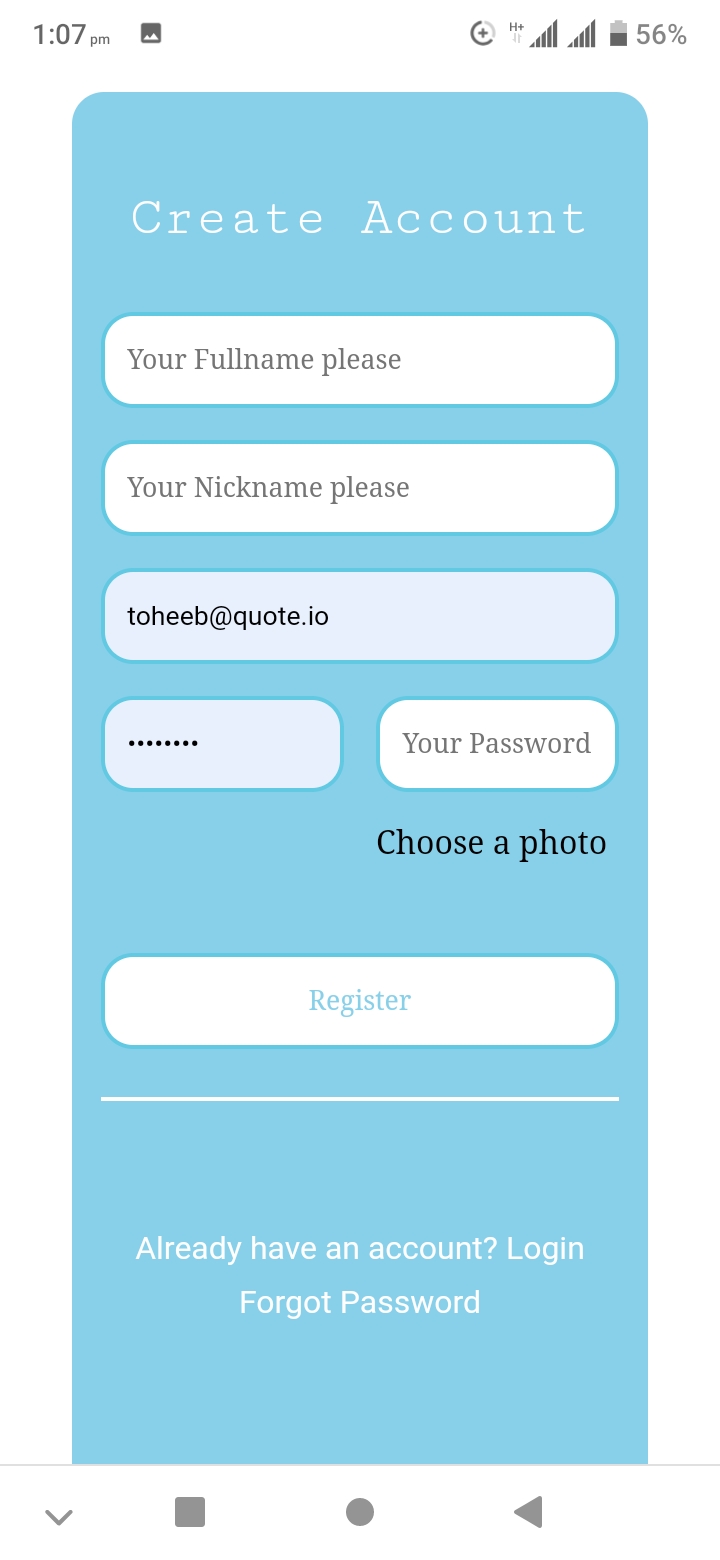 1:07 pm H+ 56%
Create Account
Your Fullname please
Your Nickname please
toheeb@quote.io
•••••••• Your Password
Choose a photo
Register
Already have an account? Login
Forgot Password